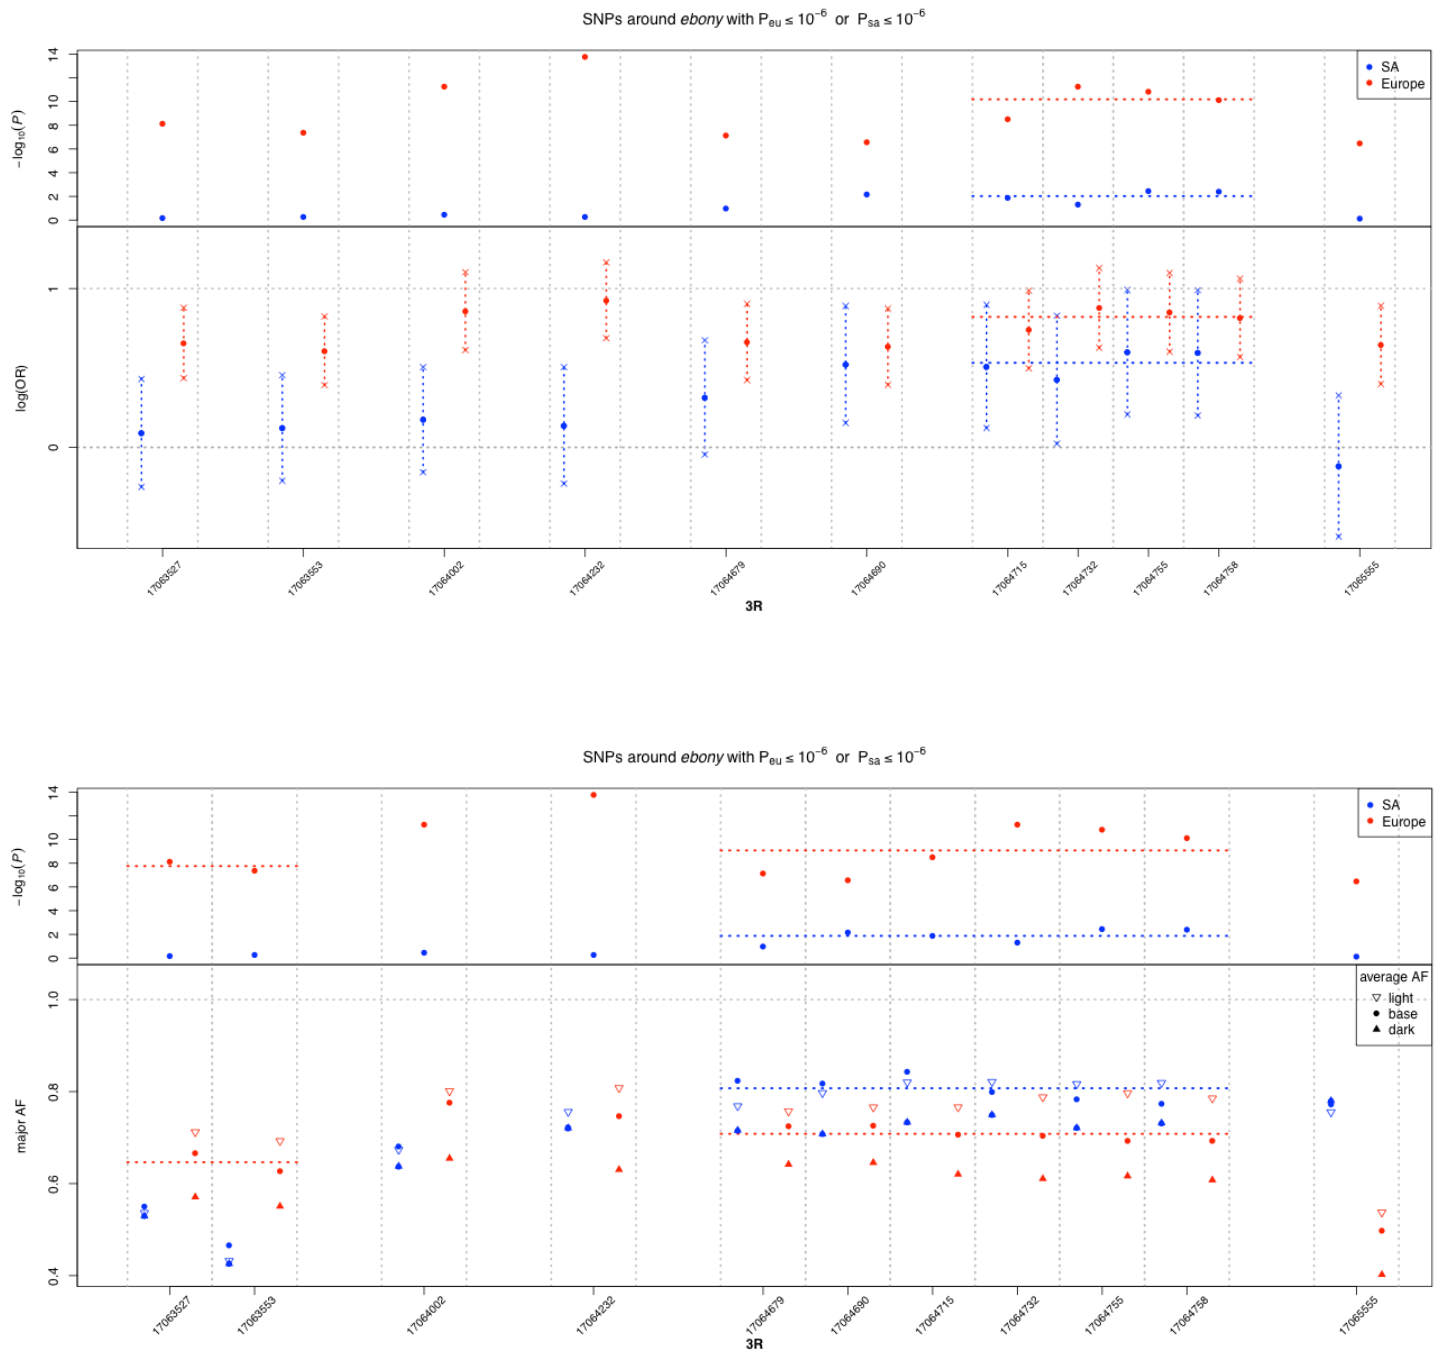 SNPs around ebony with Peu ≤ 10⁻⁶ or Psa ≤ 10⁻⁶
−log10(P)
0 2 4 6 8 10 14
SA
Europe
log(OR)
0 1
17063527 17063553 17064002 17064232 17064679 17064690 17064715 17064732 17064755 17064758 17065555
3R
SNPs around ebony with Peu ≤ 10⁻⁶ or Psa ≤ 10⁻⁶
−log10(P)
0 2 4 6 8 10 14
SA
Europe
major AF
0.4 0.6 0.8 1.0
average AF
light
base
dark
17063527 17063553 17064002 17064232 17064679 17064690 17064715 17064732 17064755 17064758 17065555
3R